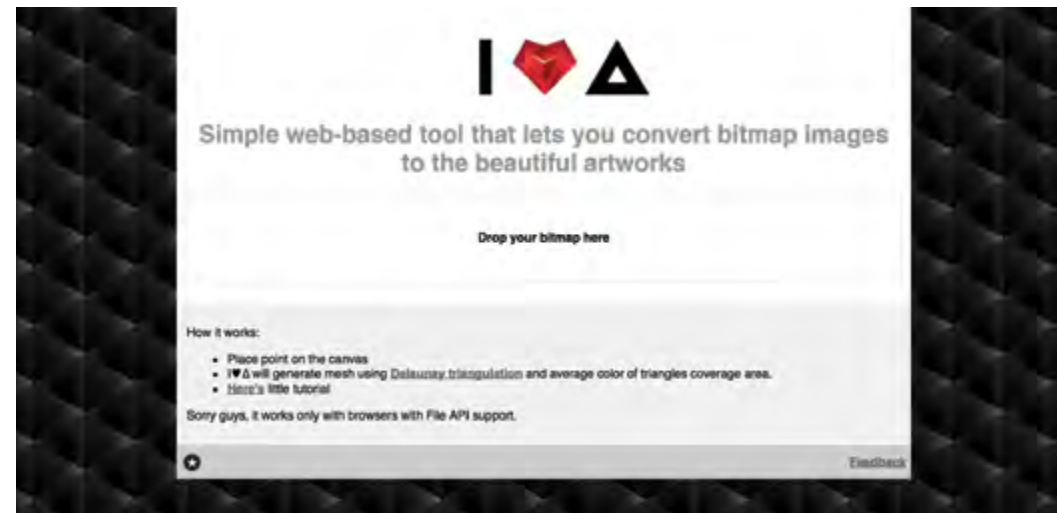 I ♥ Δ
Simple web-based tool that lets you convert bitmap images
to the beautiful artworks
Drop your bitmap here
How it works:
• Place point on the canvas
• I♥Δ will generate mesh using Delaunay triangulation and average color of triangles coverage area.
• Here's little tutorial
Sorry guys, it works only with browsers with File API support.
Feedback